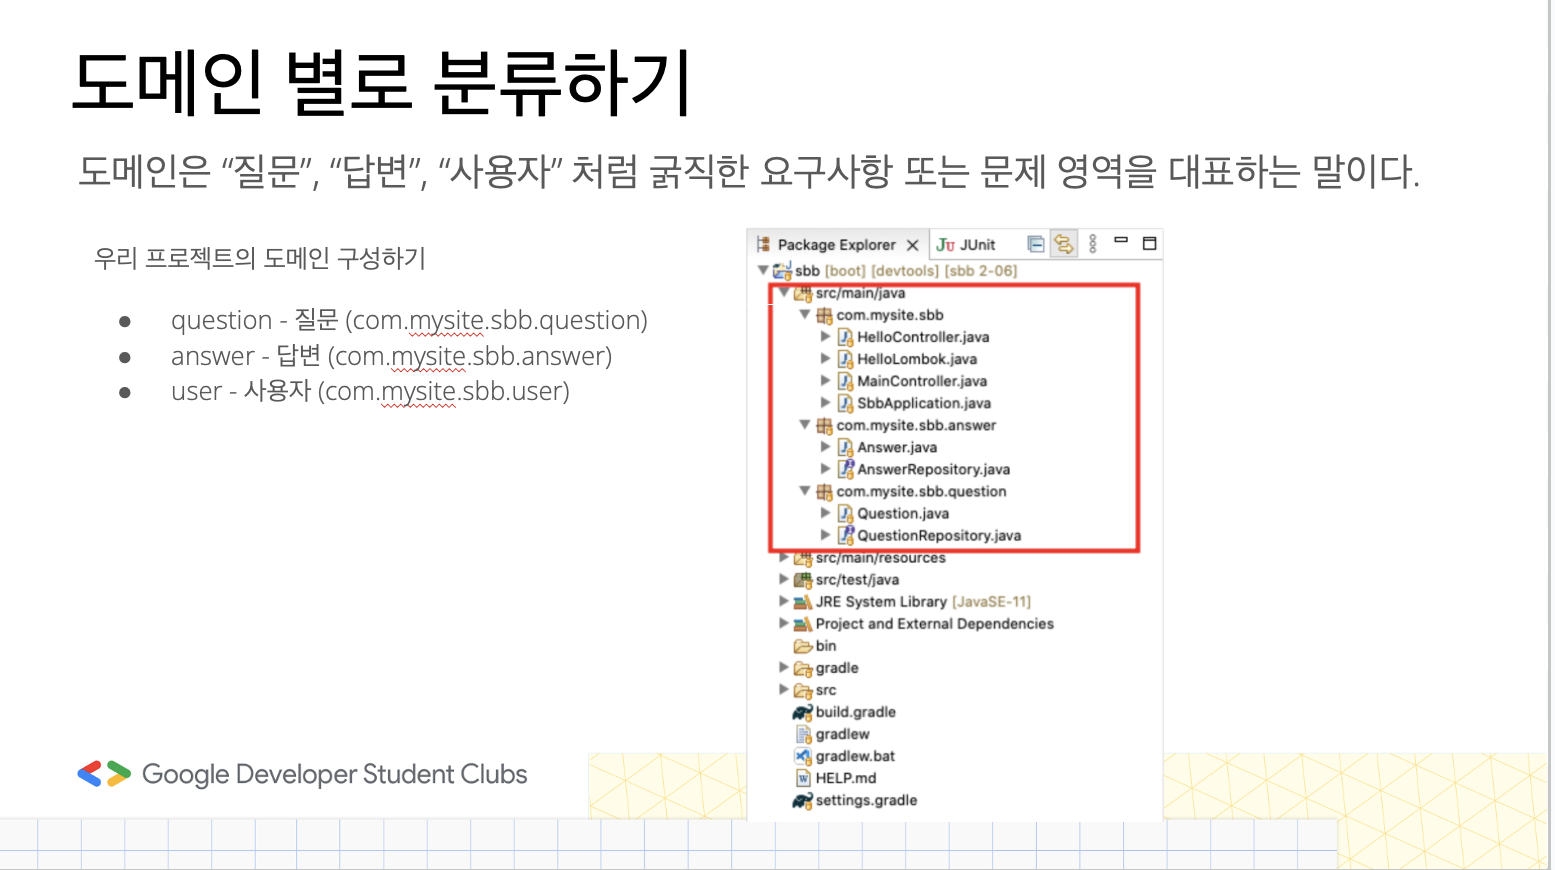 도메인 별로 분류하기
도메인은 “질문”, “답변”, “사용자” 처럼 굵직한 요구사항 또는 문제 영역을 대표하는 말이다.
우리 프로젝트의 도메인 구성하기
● question - 질문 (com.mysite.sbb.question)
● answer - 답변 (com.mysite.sbb.answer)
● user - 사용자 (com.mysite.sbb.user)
Package Explorer JUnit
sbb [boot] [devtools] [sbb 2-06]
src/main/java
com.mysite.sbb
HelloController.java
HelloLombok.java
MainController.java
SbbApplication.java
com.mysite.sbb.answer
Answer.java
AnswerRepository.java
com.mysite.sbb.question
Question.java
QuestionRepository.java
src/main/resources
src/test/java
JRE System Library [JavaSE-11]
Project and External Dependencies
bin
gradle
src
build.gradle
gradlew
gradlew.bat
HELP.md
settings.gradle
Google Developer Student Clubs